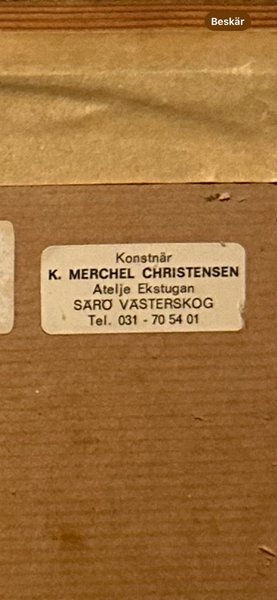 Beskär
Konstnär
K. MERCHEL CHRISTENSEN
Atelje Ekstugan
SÄRÖ VÄSTERSKOG
Tel. 031 - 70 54 01